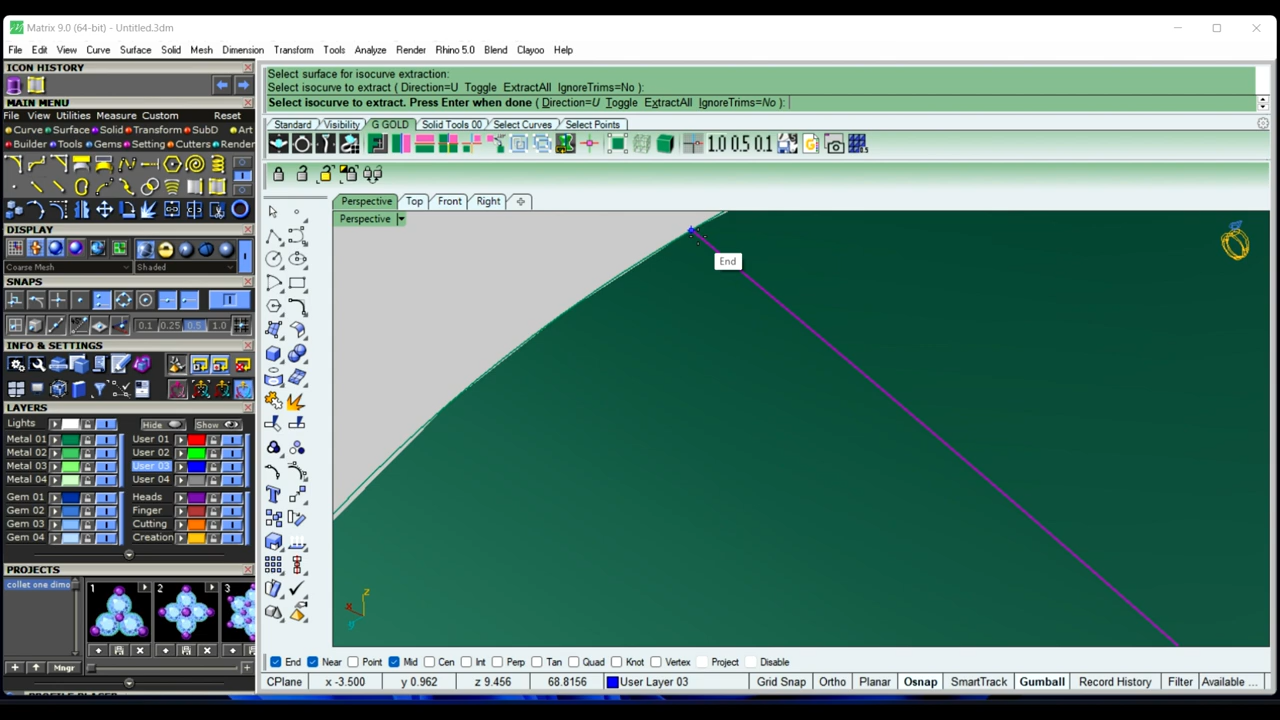 Matrix 9.0 (64-bit) - Untitled.3dm
File Edit View Curve Surface Solid Mesh Dimension Transform Tools Analyze Render Rhino 5.0 Blend Clayoo Help
ICON HISTORY
MAIN MENU
File View Utilities Measure Custom Reset
Curve Surface Solid Transform SubD Art
Builder Tools Gems Setting Cutters Render
DISPLAY
Coarse Mesh Shaded
SNAPS
0.1 0.25 0.5 1.0
INFO & SETTINGS
LAYERS
Lights Hide Show
Metal 01 User 01
Metal 02 User 02
Metal 03 User 03
Metal 04 User 04
Gem 01 Heads
Gem 02 Finger
Gem 03 Cutting
Gem 04 Creation
PROJECTS
collet one dimo
1 2 3
Mngr
Select surface for isocurve extraction:
Select isocurve to extract ( Direction=U Toggle ExtractAll IgnoreTrims=No ):
Select isocurve to extract. Press Enter when done ( Direction=U Toggle ExtractAll IgnoreTrims=No ):
Standard Visibility G GOLD Solid Tools 00 Select Curves Select Points
1.0 0.5 0.1
Perspective Top Front Right
Perspective
End
z
x
y
End Near Point Mid Cen Int Perp Tan Quad Knot Vertex Project Disable
CPlane x -3.500 y 0.962 z 9.456 68.8156 User Layer 03 Grid Snap Ortho Planar Osnap SmartTrack Gumball Record History Filter Available ...